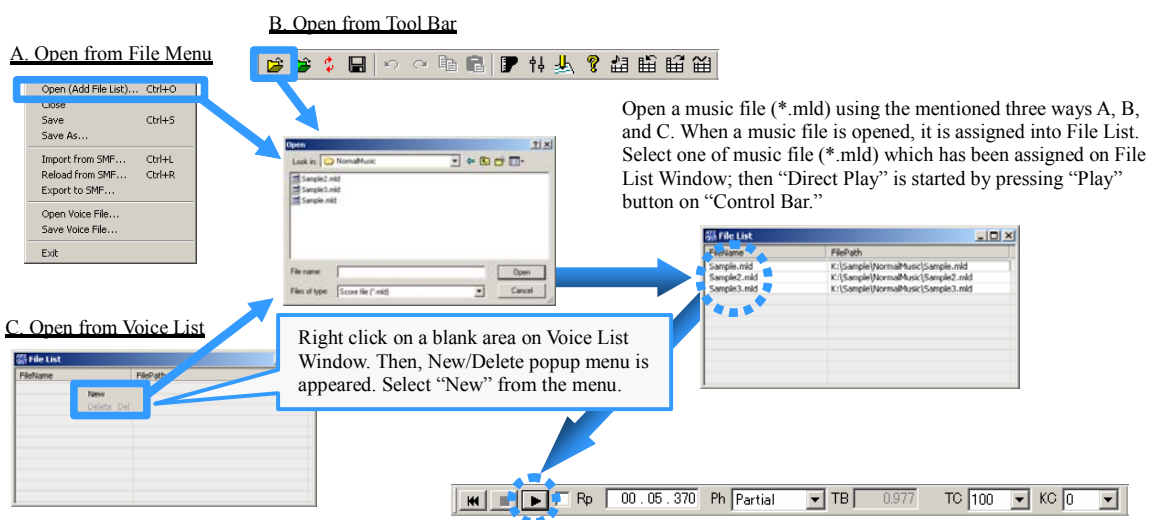 B. Open from Tool Bar
A. Open from File Menu
Open (Add File List)... Ctrl+O
Close
Save Ctrl+S
Save As...
Import from SMF... Ctrl+L
Reload from SMF... Ctrl+R
Export to SMF...
Open Voice File...
Save Voice File...
Exit
Open
Look in: NormalMusic
Sample2.mld
Sample3.mld
Sample.mld
File name: Open
Files of type: Score file (*.mld) Cancel
Open a music file (*.mld) using the mentioned three ways A, B,
and C. When a music file is opened, it is assigned into File List.
Select one of music file (*.mld) which has been assigned on File
List Window; then “Direct Play” is started by pressing “Play”
button on “Control Bar.”
File List
FileName FilePath
Sample.mld K:\Sample\NormalMusic\Sample.mld
Sample2.mld K:\Sample\NormalMusic\Sample2.mld
Sample3.mld K:\Sample\NormalMusic\Sample3.mld
C. Open from Voice List
File List
FileName FilePath
New
Delete Del
Right click on a blank area on Voice List
Window. Then, New/Delete popup menu is
appeared. Select “New” from the menu.
Rp 00 . 05 . 370 Ph Partial TB 0.977 TC 100 KC 0